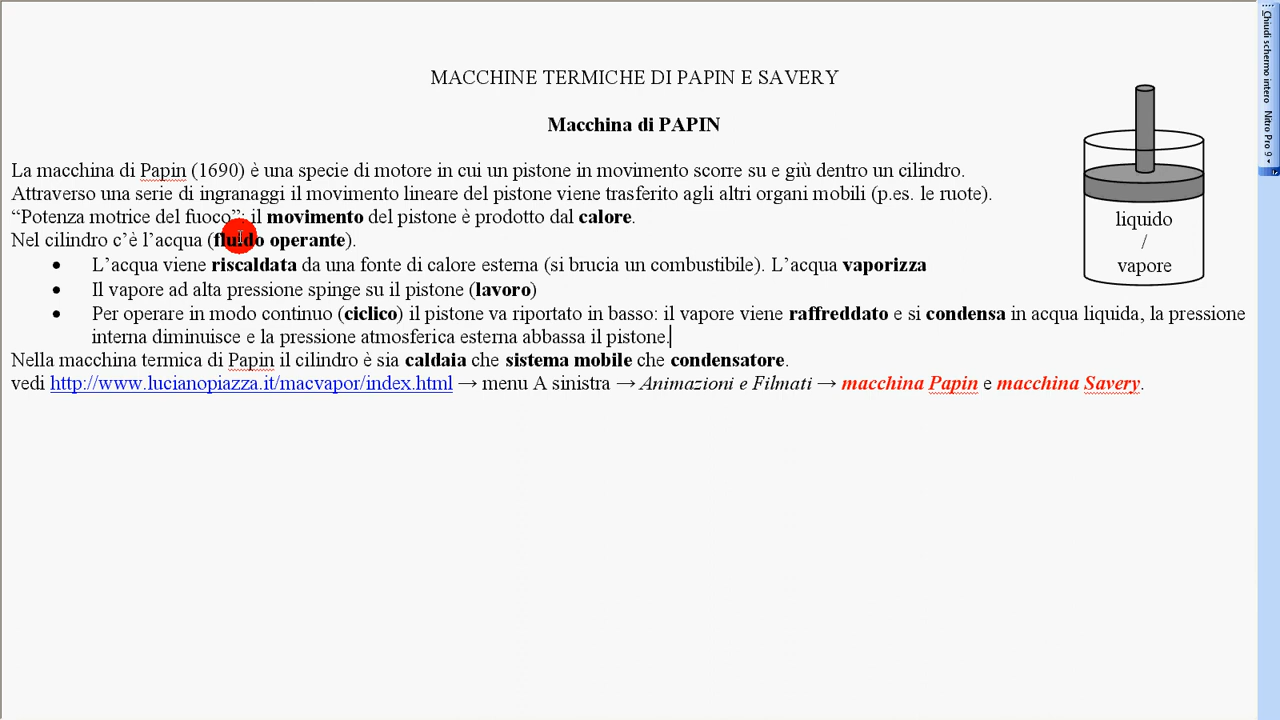 MACCHINE TERMICHE DI PAPIN E SAVERY
Macchina di PAPIN
La macchina di Papin (1690) è una specie di motore in cui un pistone in movimento scorre su e giù dentro un cilindro.
Attraverso una serie di ingranaggi il movimento lineare del pistone viene trasferito agli altri organi mobili (p.es. le ruote).
“Potenza motrice del fuoco”: il movimento del pistone è prodotto dal calore.
Nel cilindro c’è l’acqua (fluido operante).
• L’acqua viene riscaldata da una fonte di calore esterna (si brucia un combustibile). L’acqua vaporizza
• Il vapore ad alta pressione spinge su il pistone (lavoro)
• Per operare in modo continuo (ciclico) il pistone va riportato in basso: il vapore viene raffreddato e si condensa in acqua liquida, la pressione
interna diminuisce e la pressione atmosferica esterna abbassa il pistone.
Nella macchina termica di Papin il cilindro è sia caldaia che sistema mobile che condensatore.
vedi http://www.lucianopiazza.it/macvapor/index.html → menu A sinistra → Animazioni e Filmati → macchina Papin e macchina Savery.
liquido
/
vapore
Chiudi schermo intero Nitro Pro 9